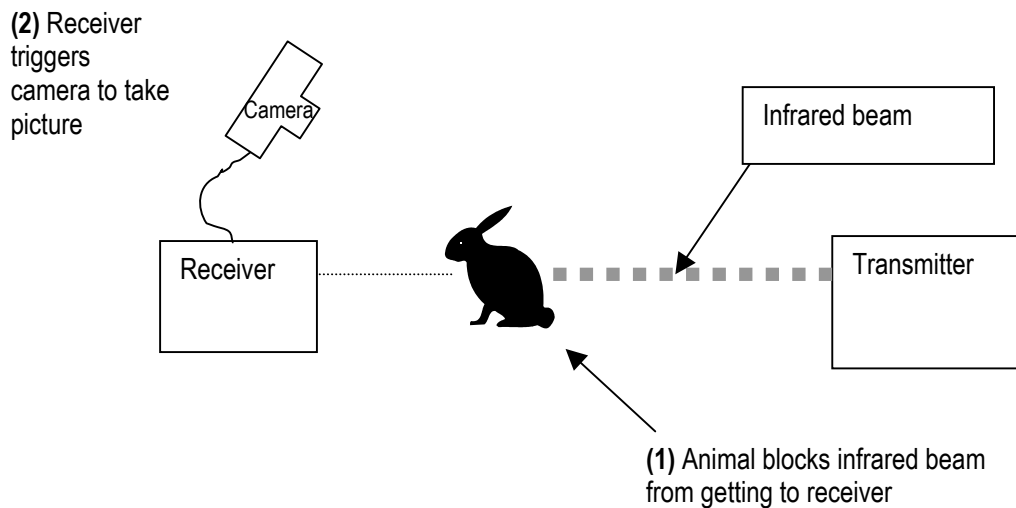 (2) Receiver
triggers
camera to take
picture
Camera
Infrared beam
Receiver
Transmitter
(1) Animal blocks infrared beam
from getting to receiver